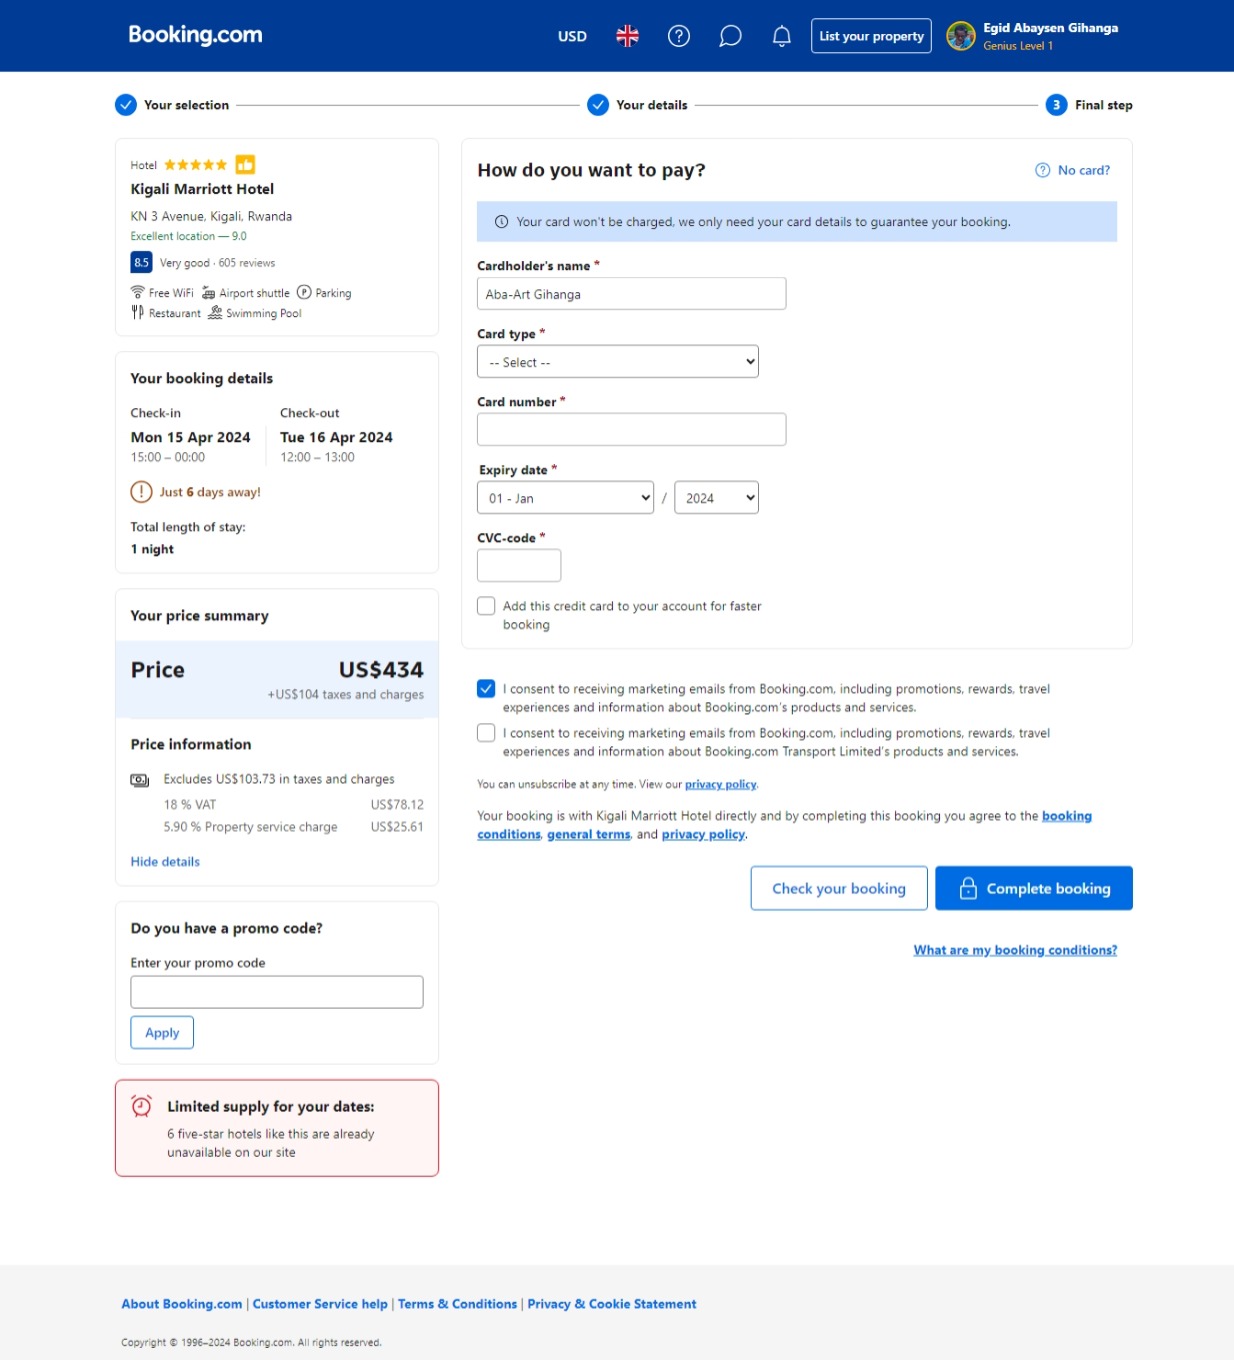 Booking.com
USD
List your property
Egid Abaysen Gihanga
Genius Level 1
Your selection
Your details
3 Final step
Hotel
Kigali Marriott Hotel
KN 3 Avenue, Kigali, Rwanda
Excellent location — 9.0
8.5 Very good · 605 reviews
Free WiFi Airport shuttle P Parking
Restaurant Swimming Pool
Your booking details
Check-in Check-out
Mon 15 Apr 2024 Tue 16 Apr 2024
15:00 – 00:00 12:00 – 13:00
Just 6 days away!
Total length of stay:
1 night
Your price summary
Price US$434
+US$104 taxes and charges
Price information
Excludes US$103.73 in taxes and charges
18 % VAT US$78.12
5.90 % Property service charge US$25.61
Hide details
Do you have a promo code?
Enter your promo code
Apply
Limited supply for your dates:
6 five-star hotels like this are already
unavailable on our site
How do you want to pay?
No card?
Your card won't be charged, we only need your card details to guarantee your booking.
Cardholder's name *
Aba-Art Gihanga
Card type *
-- Select --
Card number *
Expiry date *
01 - Jan / 2024
CVC-code *
Add this credit card to your account for faster
booking
I consent to receiving marketing emails from Booking.com, including promotions, rewards, travel
experiences and information about Booking.com's products and services.
I consent to receiving marketing emails from Booking.com, including promotions, rewards, travel
experiences and information about Booking.com Transport Limited's products and services.
You can unsubscribe at any time. View our privacy policy.
Your booking is with Kigali Marriott Hotel directly and by completing this booking you agree to the booking
conditions, general terms, and privacy policy.
Check your booking
Complete booking
What are my booking conditions?
About Booking.com | Customer Service help | Terms & Conditions | Privacy & Cookie Statement
Copyright © 1996–2024 Booking.com. All rights reserved.